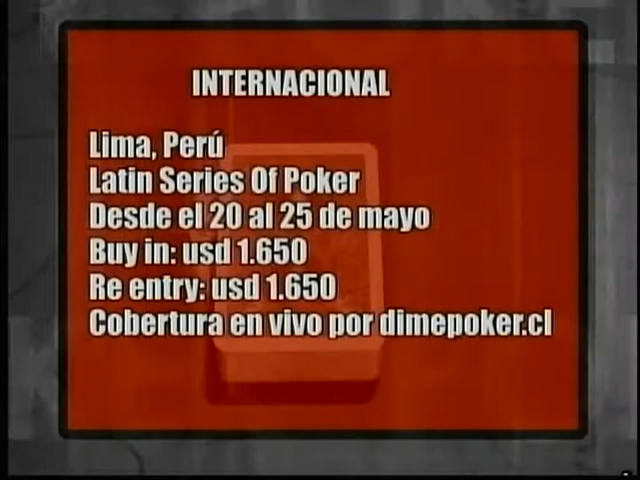 INTERNACIONAL
Lima, Perú
Latin Series Of Poker
Desde el 20 al 25 de mayo
Buy in: usd 1.650
Re entry: usd 1.650
Cobertura en vivo por dimepoker.cl